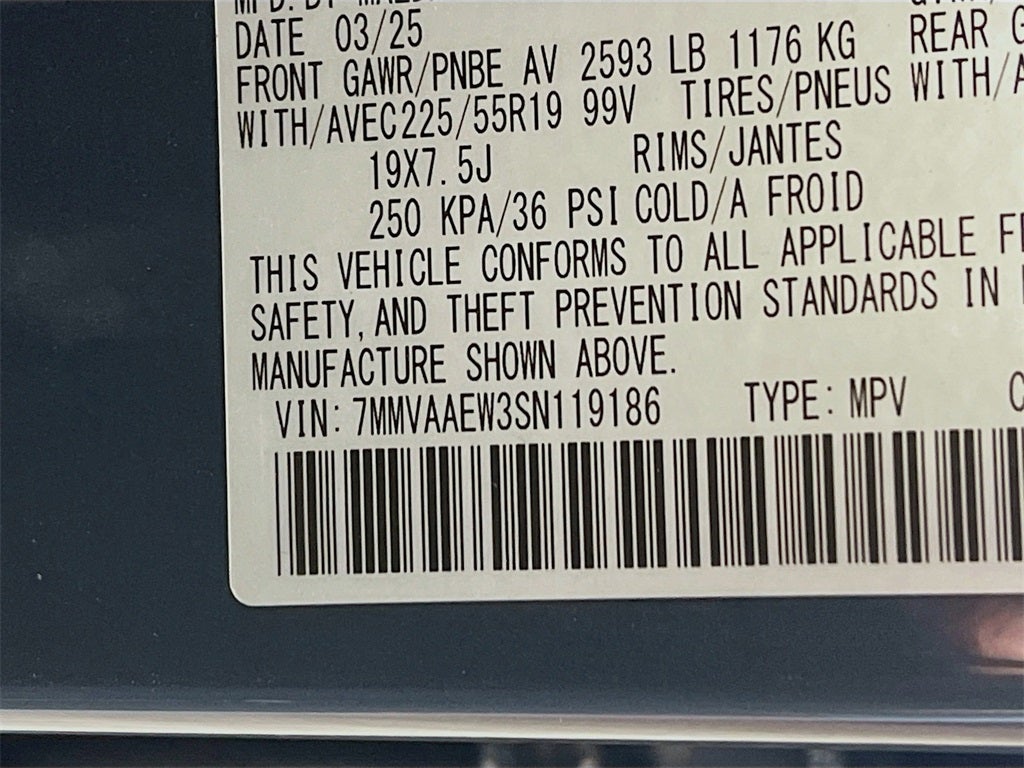 DATE 03/25
FRONT GAWR/PNBE AV 2593 LB 1176 KG REAR
WITH/AVEC225/55R19 99V TIRES/PNEUS WITH/
19X7.5J RIMS/JANTES
250 KPA/36 PSI COLD/A FROID
THIS VEHICLE CONFORMS TO ALL APPLICABLE
SAFETY,AND THEFT PREVENTION STANDARDS IN
MANUFACTURE SHOWN ABOVE.
VIN: 7MMVAAEW3SN119186 TYPE: MPV